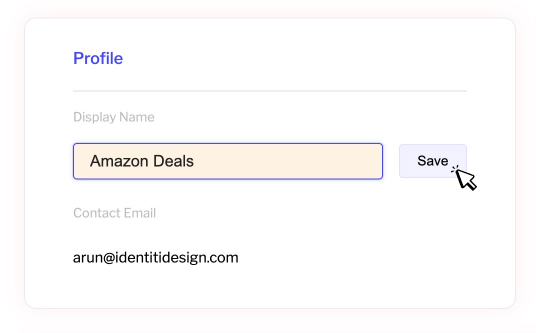 Profile
Display Name
Amazon Deals
Save
Contact Email
arun@identitidesign.com